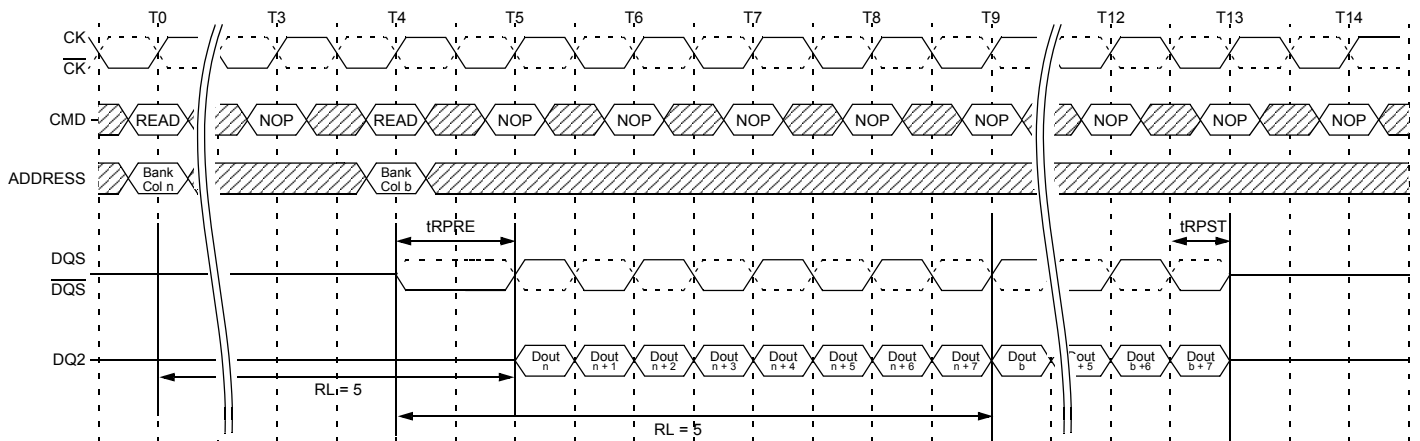 T0 T3 T4 T5 T6 T7 T8 T9 T12 T13 T14
CK
CK
CMD READ NOP READ NOP NOP NOP NOP NOP NOP NOP NOP
ADDRESS Bank Col n Bank Col b
tRPRE tRPST
DQS
DQS
DQ2 Dout n Dout n + 1 Dout n + 2 Dout n + 3 Dout n + 4 Dout n + 5 Dout n + 6 Dout n + 7 Dout b out + 5 Dout b +6 Dout b + 7
RL = 5
RL = 5